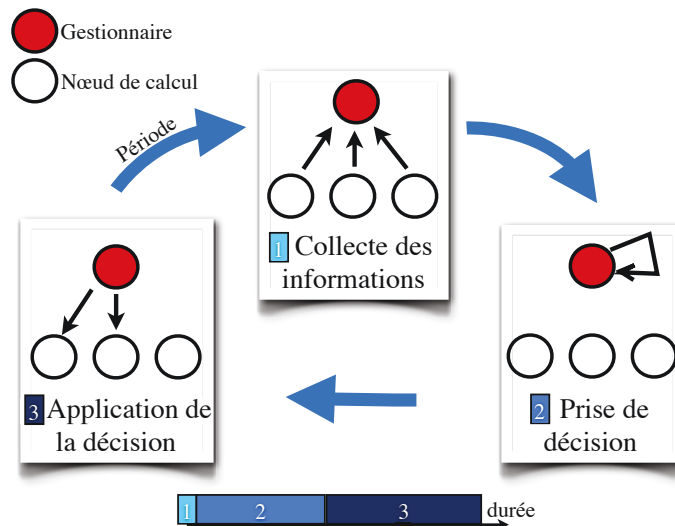 Gestionnaire
Nœud de calcul
Période
1 Collecte des
informations
3 Application de
la décision
2 Prise de
décision
1 2 3 durée